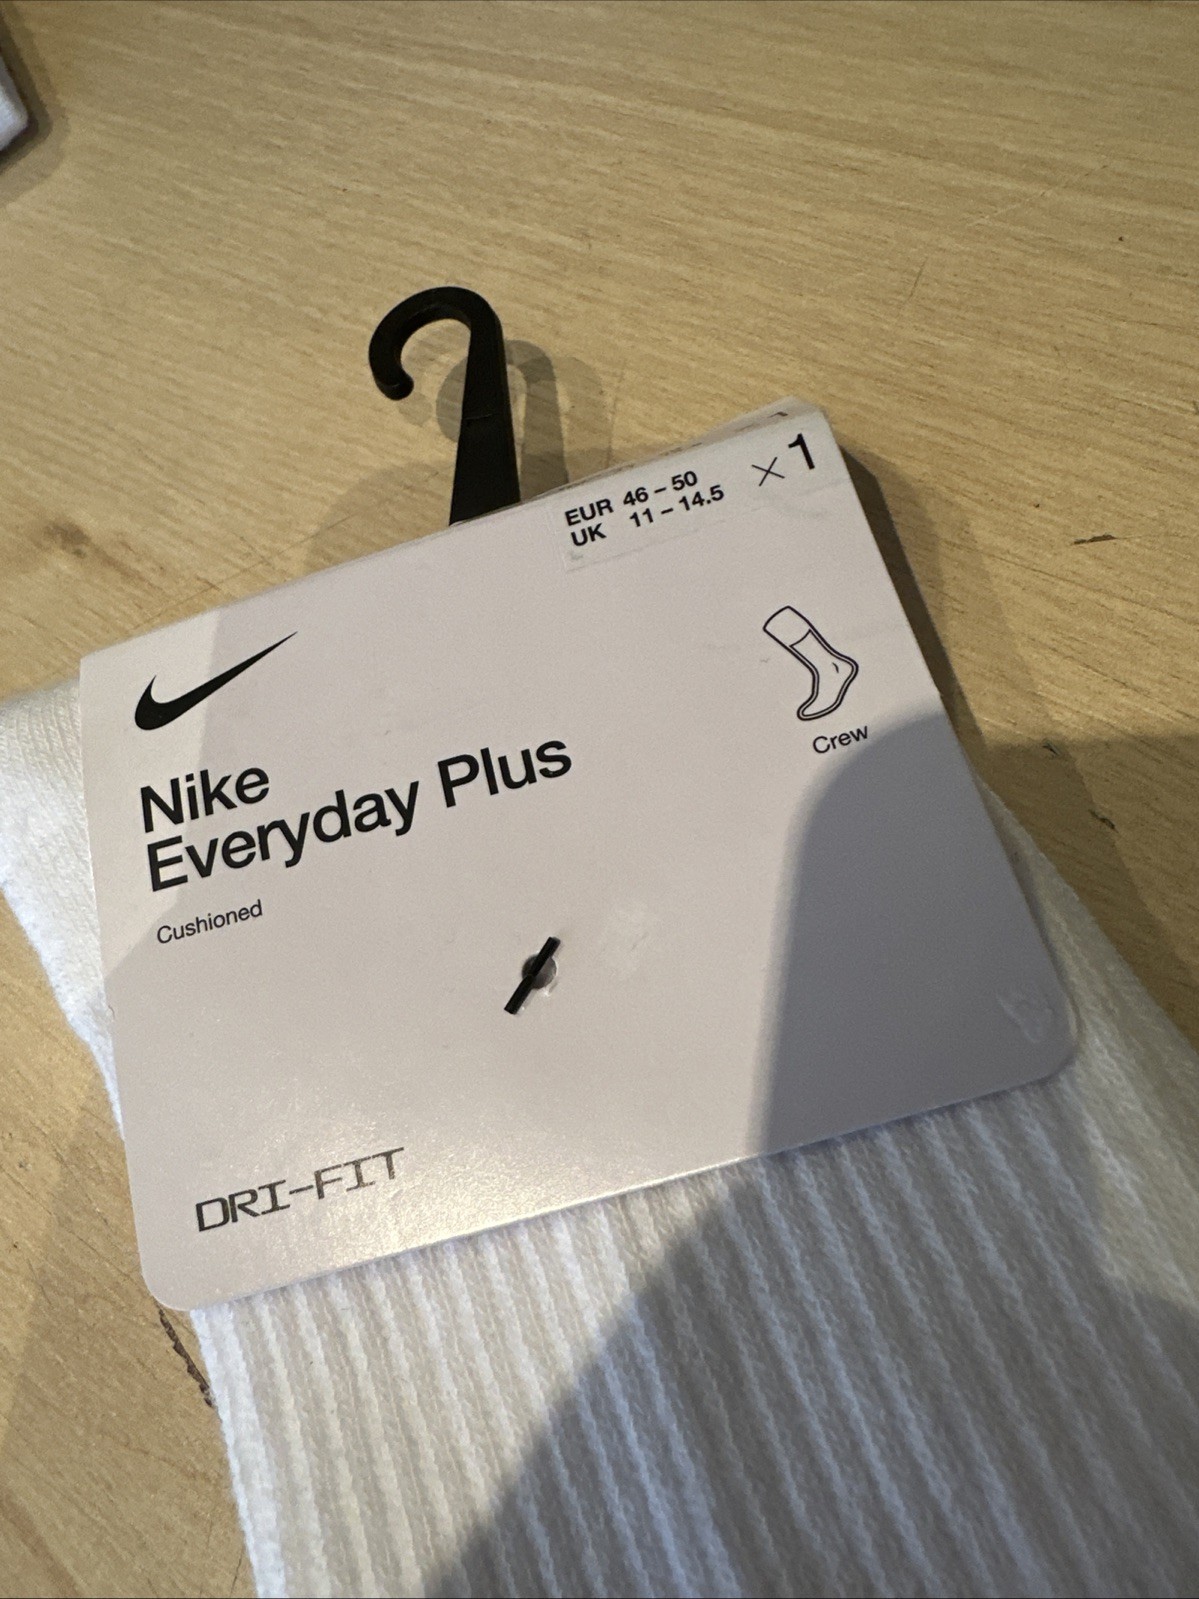 EUR 46 – 50
UK 11 – 14.5
× 1
Crew
Nike
Everyday Plus
Cushioned
DRI-FIT